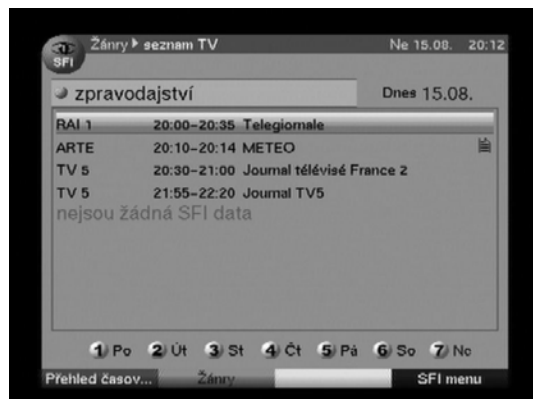 SFI Žánry seznam TV Ne 15.08. 20:12
zpravodajství Dnes 15.08.
RAI 1 20:00-20:35 Telegiornale
ARTE 20:10-20:14 METEO
TV 5 20:30-21:00 Journal télévisé France 2
TV 5 21:55-22:20 Journal TV5
nejsou žádná SFI data
1 Po 2 Út 3 St 4 Čt 5 Pá 6 So 7 Ne
Přehled časov... Žánry SFI menu